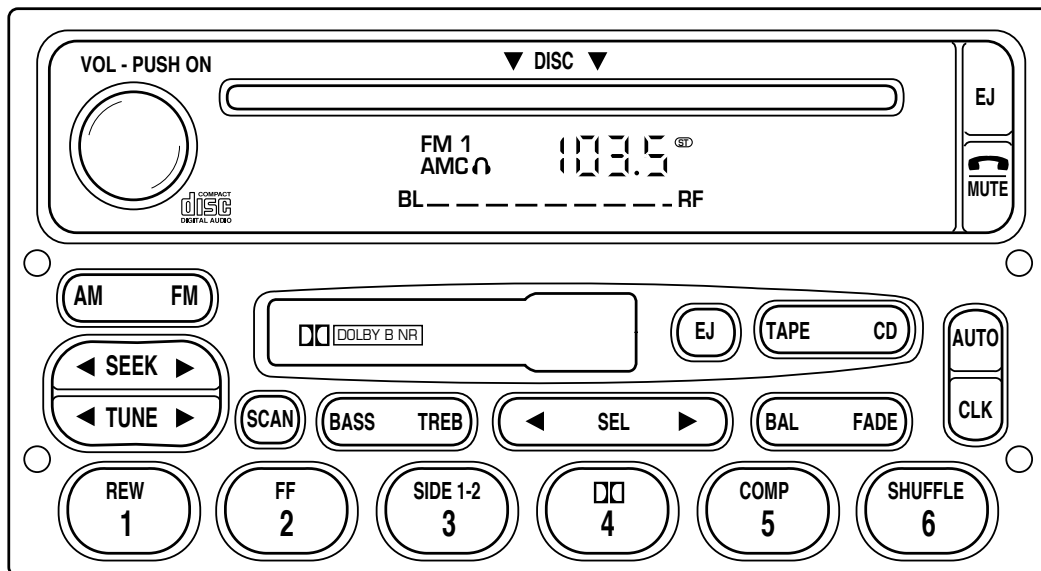 VOL - PUSH ON
▼ DISC ▼
EJ
FM 1
AMC
103.5
ST
MUTE
COMPACT
disc
DIGITAL AUDIO
BL
RF
AM FM
DOLBY B NR
EJ
TAPE CD
AUTO
◀ SEEK ▶
◀ TUNE ▶
SCAN
BASS TREB
◀ SEL ▶
BAL FADE
CLK
REW
1
FF
2
SIDE 1-2
3
4
COMP
5
SHUFFLE
6